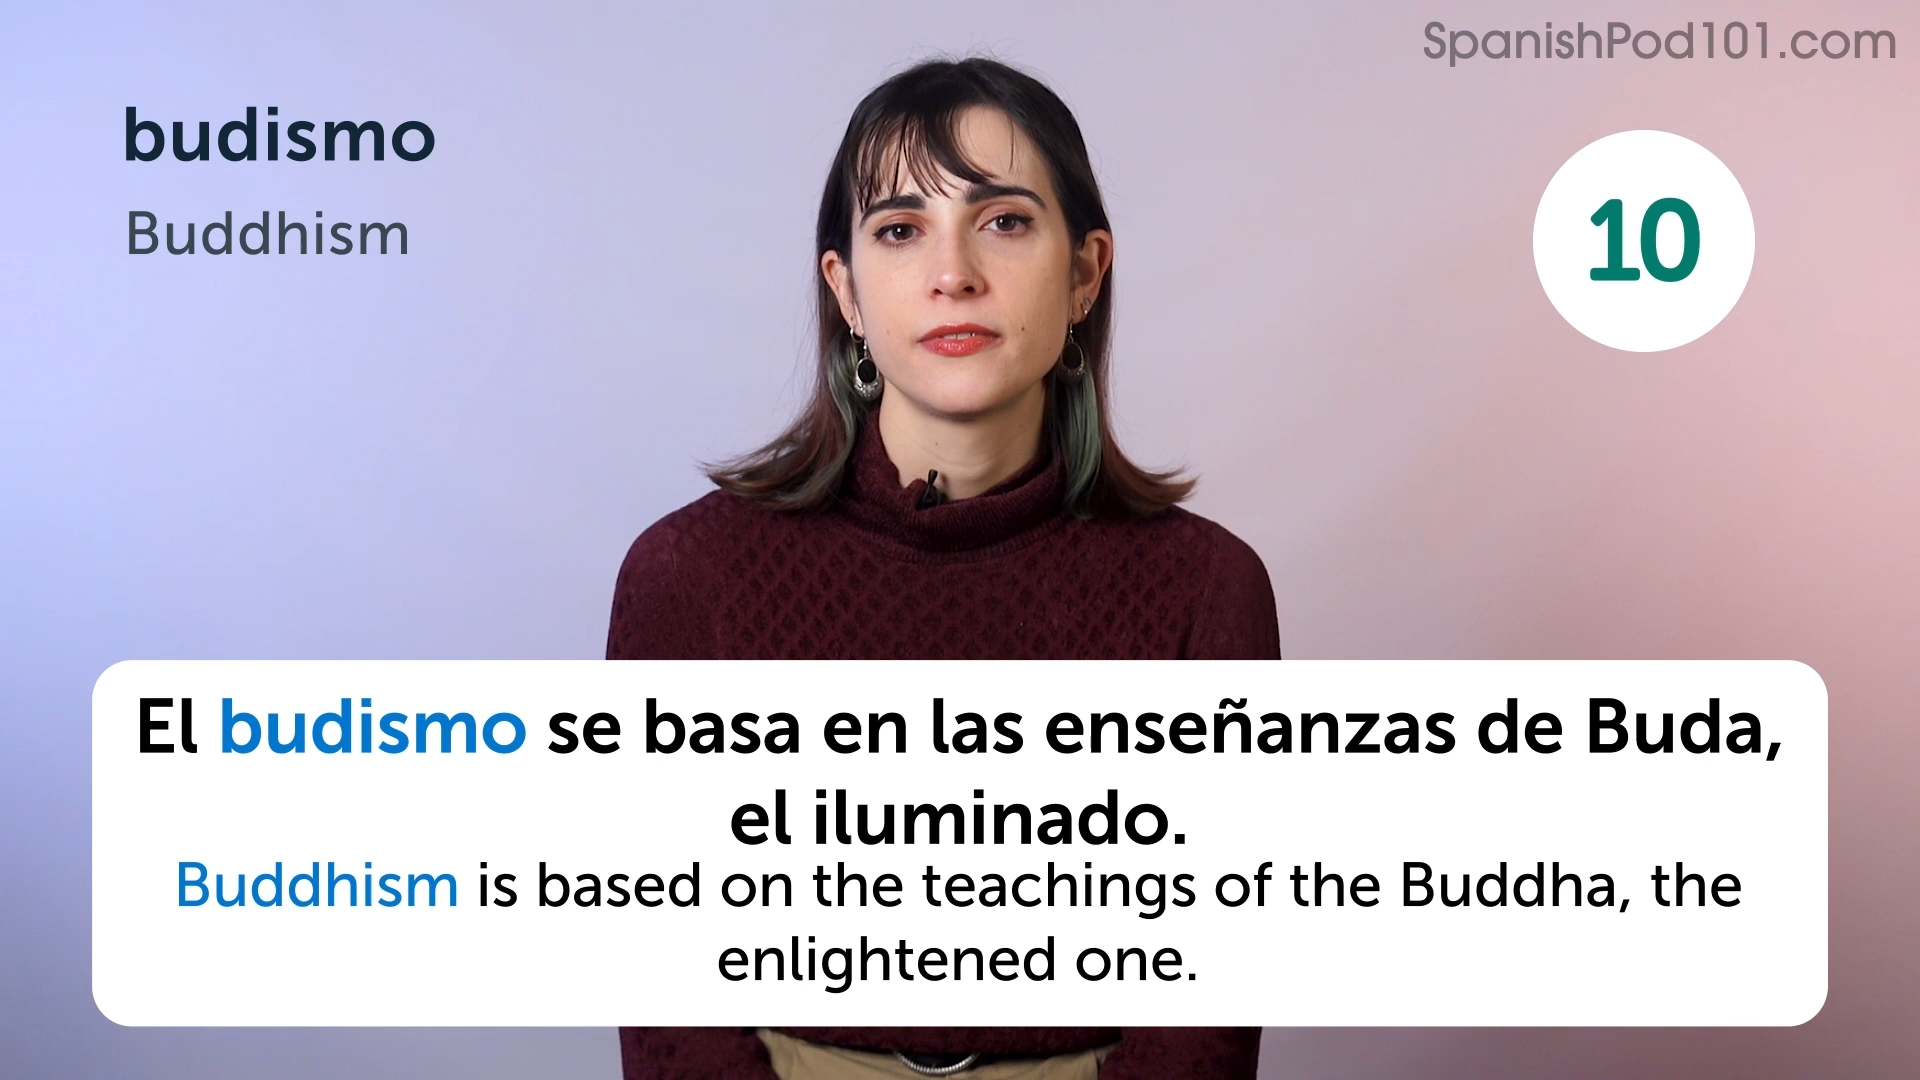 SpanishPod101.com
budismo
Buddhism
10
El budismo se basa en las enseñanzas de Buda,
el iluminado.
Buddhism is based on the teachings of the Buddha, the
enlightened one.